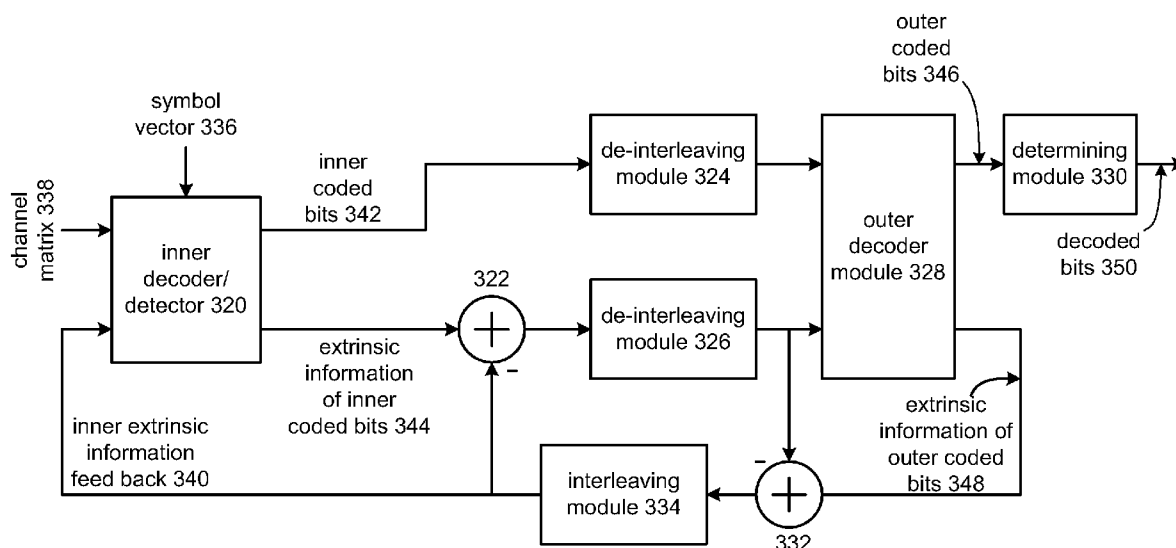 outer
coded
bits 346
symbol
vector 336
inner
coded
bits 342
de-interleaving
module 324
determining
module 330
channel
matrix 338
inner
decoder/
detector 320
outer
decoder
module 328
decoded
bits 350
322
de-interleaving
module 326
extrinsic
information
of inner
coded bits 344
-
inner extrinsic
information
feed back 340
extrinsic
information of
outer coded
bits 348
interleaving
module 334
-
332